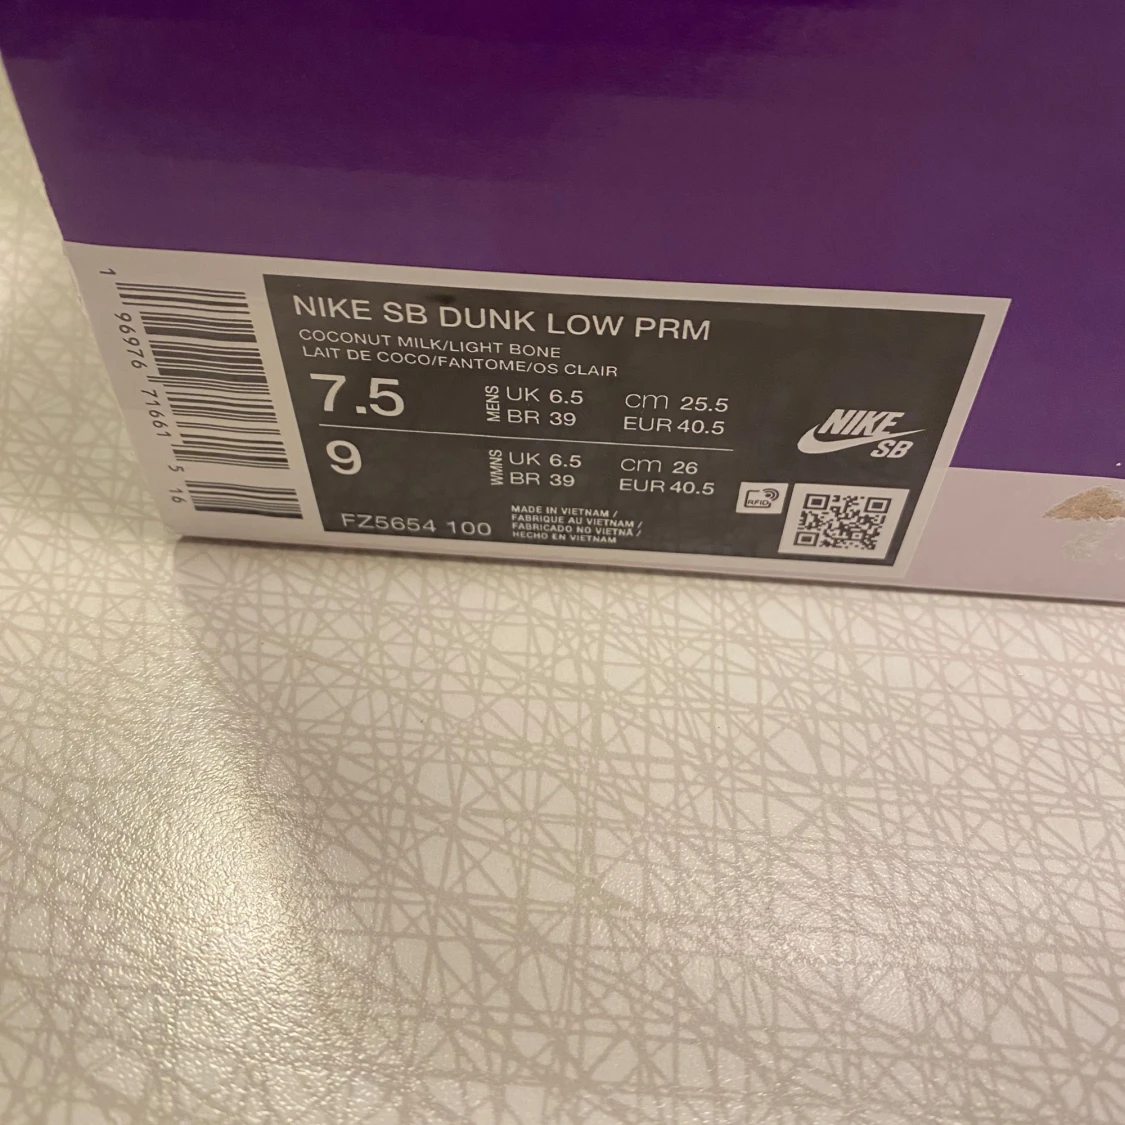 NIKE SB DUNK LOW PRM
COCONUT MILK/LIGHT BONE
LAIT DE COCO/FANTOME/OS CLAIR
7.5
MENS
UK 6.5
BR 39
cm 25.5
EUR 40.5
9
WMNS
UK 6.5
BR 39
cm 26
EUR 40.5
FZ5654 100
MADE IN VIETNAM /
FABRIQUE AU VIETNAM /
FABRICADO NO VIETNÃ /
HECHO EN VIETNAM
NIKE
SB
RFID
1 96976 71661 5 16